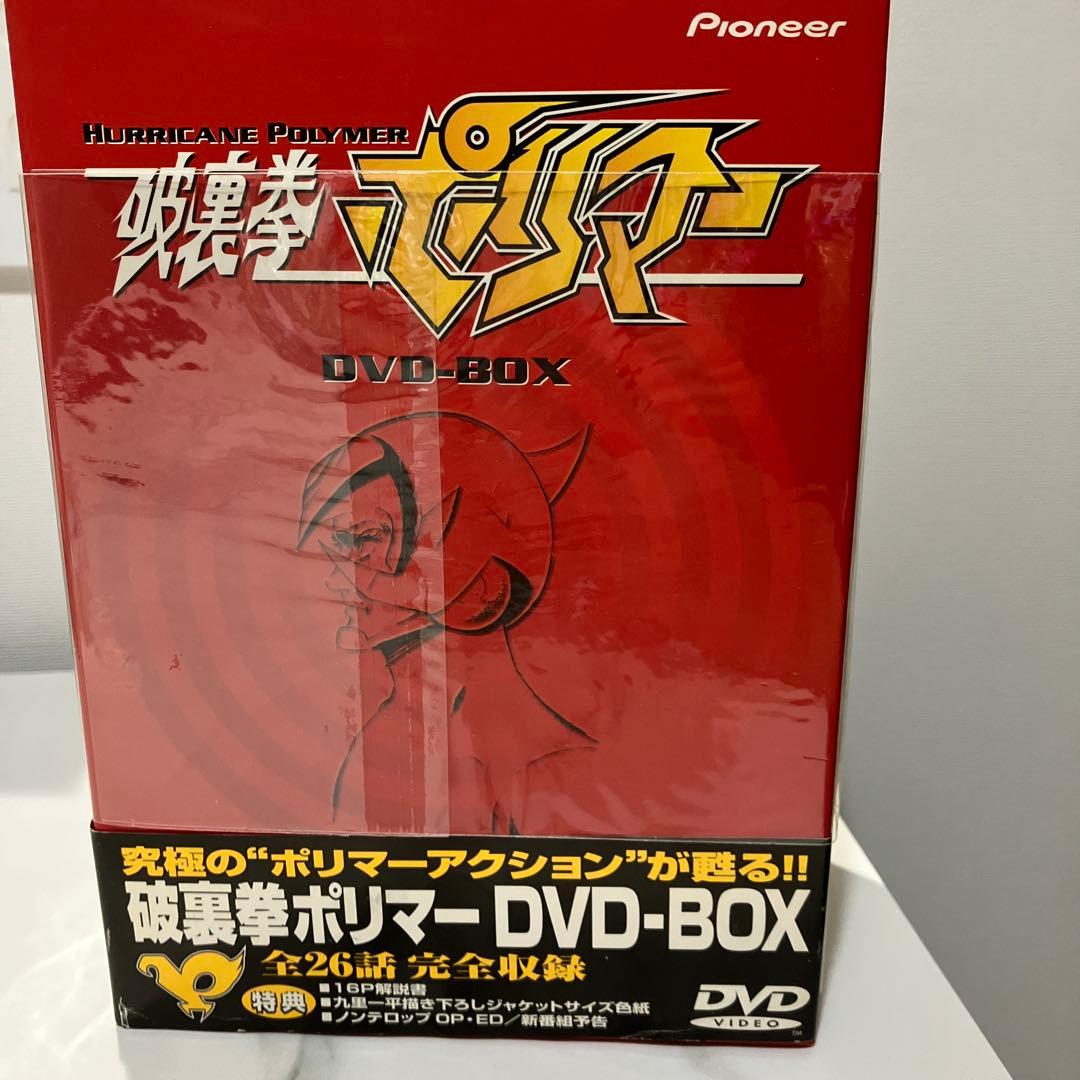 Pioneer
HURRICANE POLYMER
破裏拳
ポリマー
DVD-BOX
究極の“ポリマーアクション”が甦る!!
破裏拳ポリマー DVD-BOX
全26話 完全収録
特典
■16P解説書
■九里一平描き下ろしジャケットサイズ色紙
■ノンテロップ OP・ED／新番組予告
DVD
VIDEO
TM